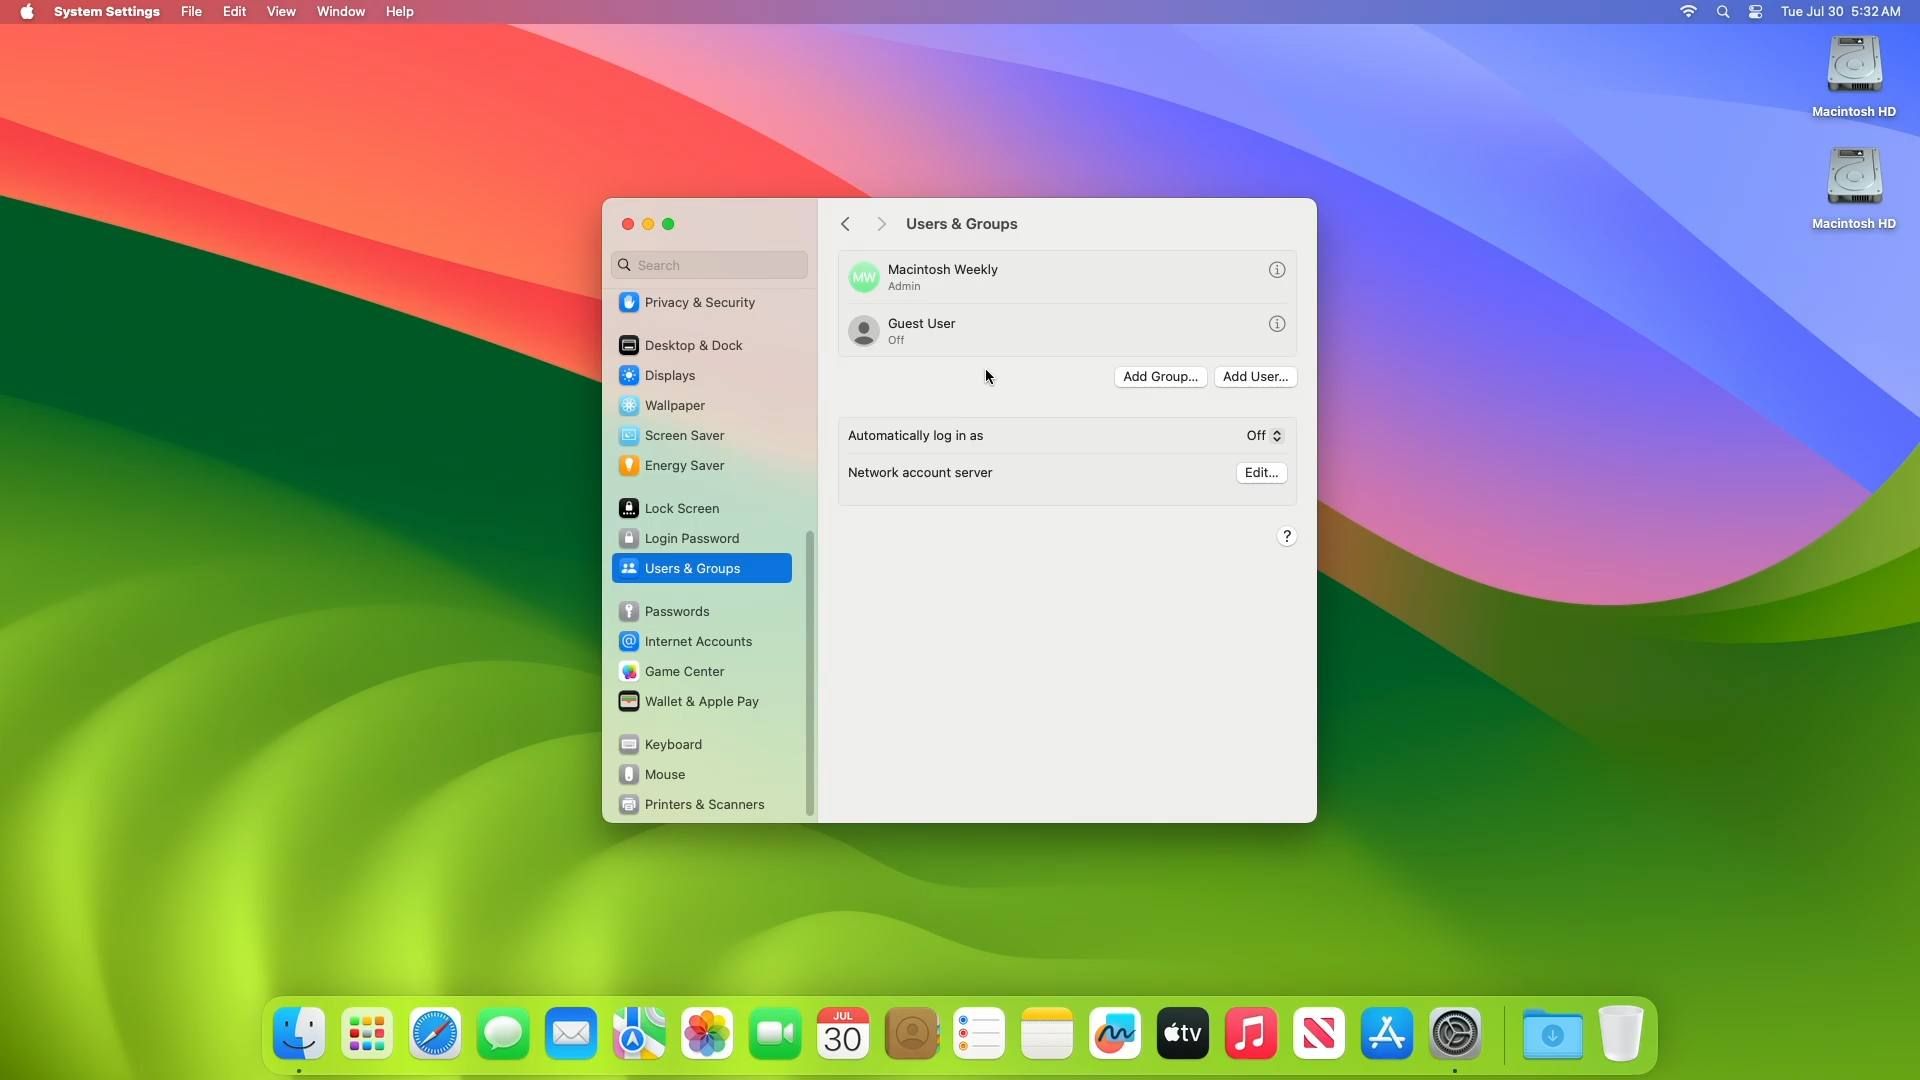 System Settings File Edit View Window Help Tue Jul 30 5:32 AM
Macintosh HD
Macintosh HD
Search
Privacy & Security
Desktop & Dock
Displays
Wallpaper
Screen Saver
Energy Saver
Lock Screen
Login Password
Users & Groups
Passwords
Internet Accounts
Game Center
Wallet & Apple Pay
Keyboard
Mouse
Printers & Scanners
Users & Groups
MW
Macintosh Weekly
Admin
Guest User
Off
Add Group... Add User...
Automatically log in as Off
Network account server Edit...
?
JUL
30
tv